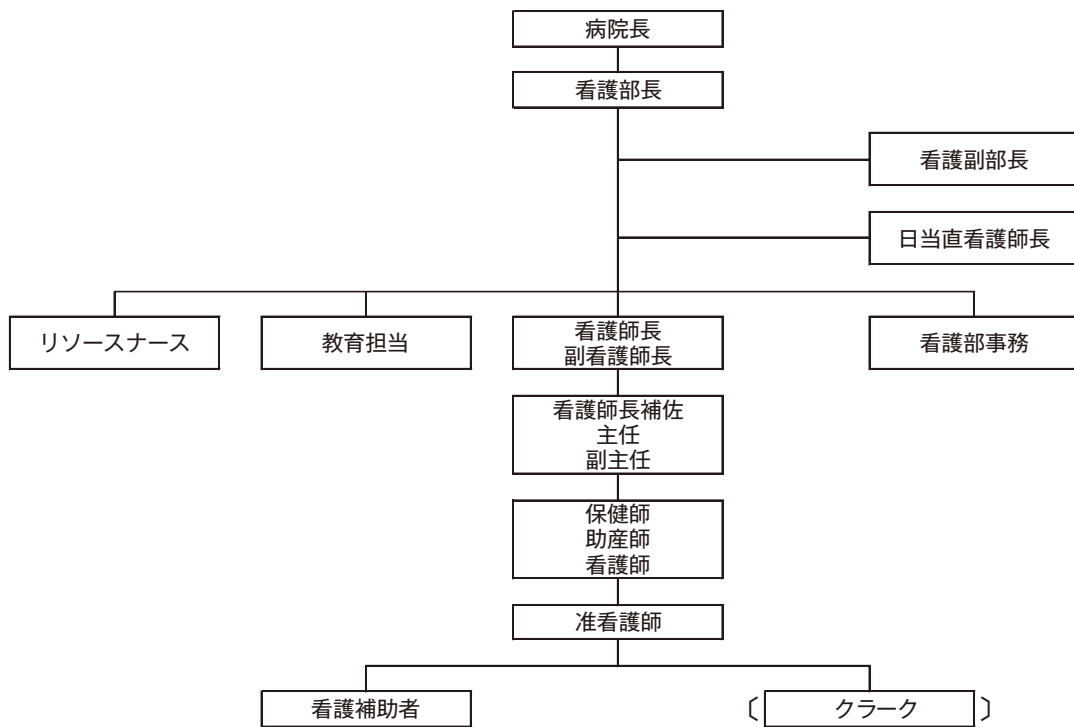 病院長
看護部長
看護副部長
日当直看護師長
リソースナース
教育担当
看護師長
副看護師長
看護部事務
看護師長補佐
主任
副主任
保健師
助産師
看護師
准看護師
看護補助者
〔クラーク〕